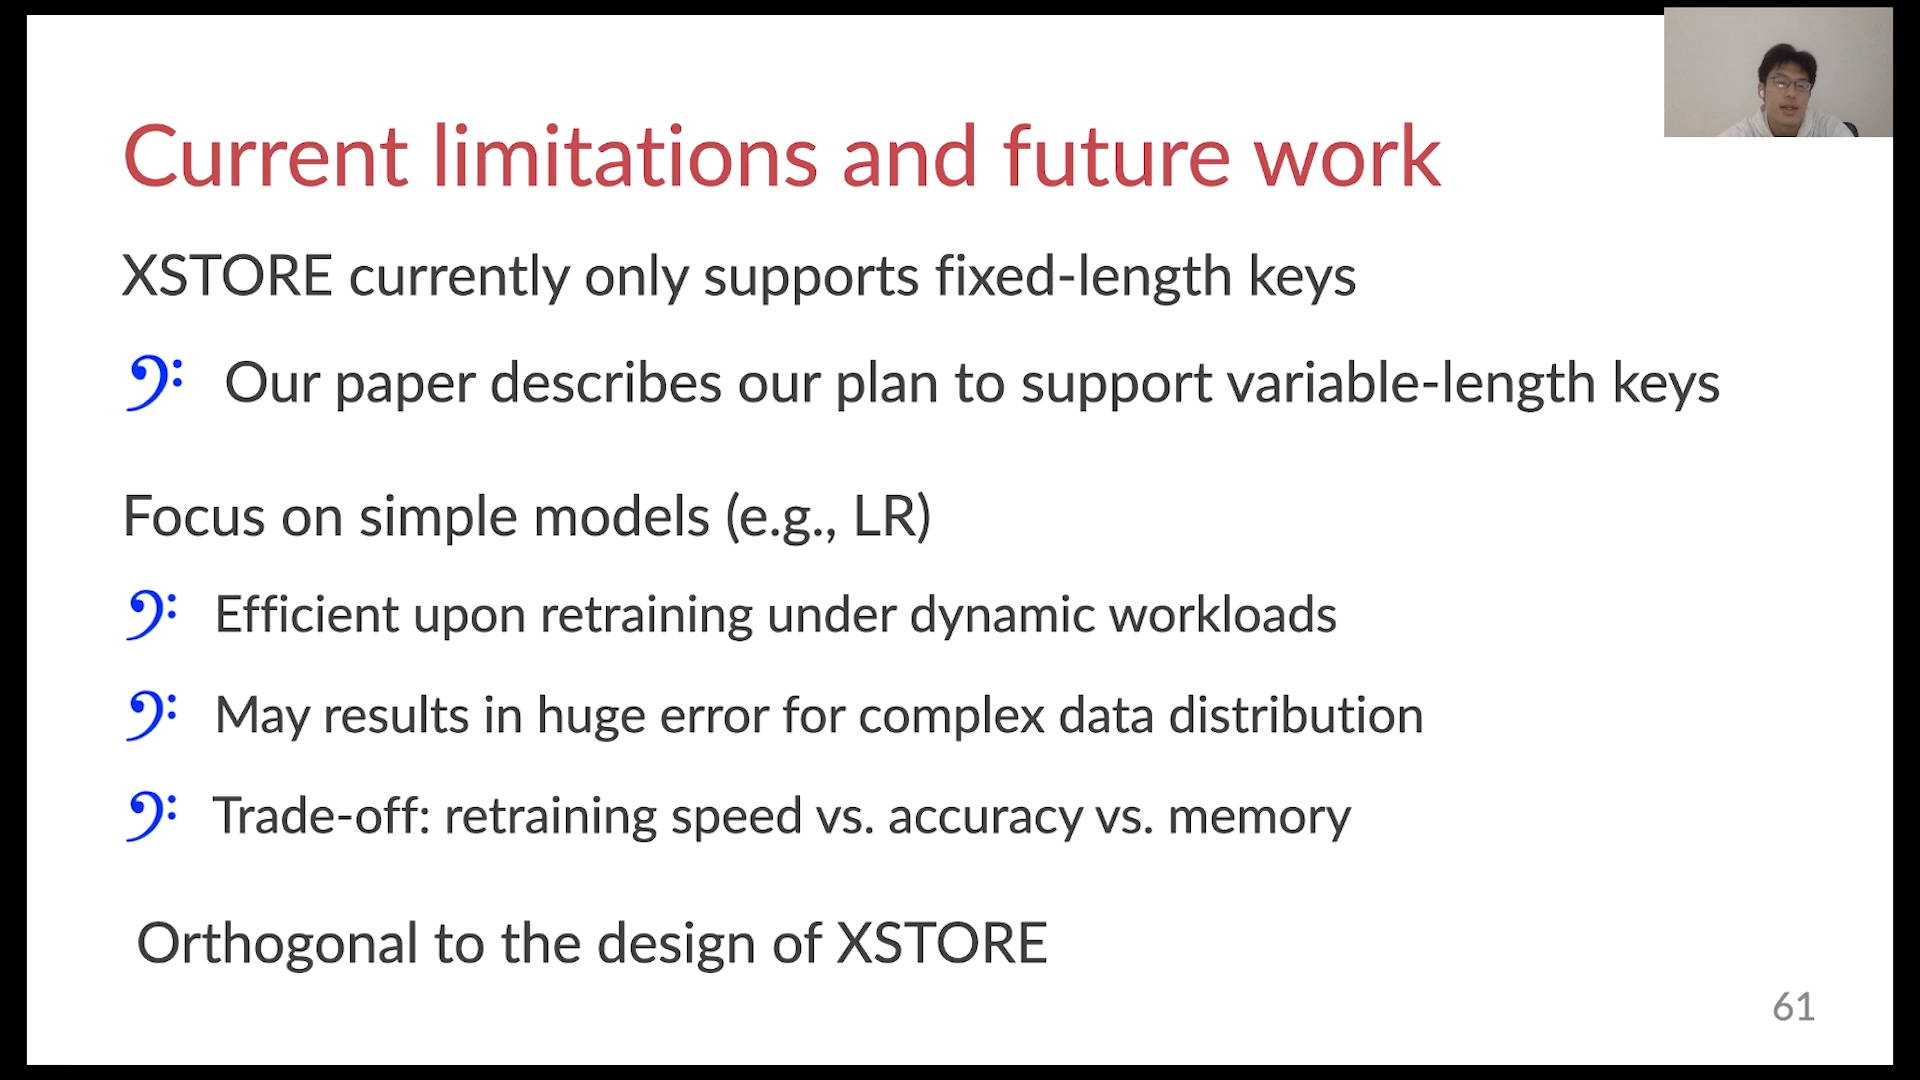 Current limitations and future work
XSTORE currently only supports fixed-length keys
𝄢 Our paper describes our plan to support variable-length keys
Focus on simple models (e.g., LR)
𝄢 Efficient upon retraining under dynamic workloads
𝄢 May results in huge error for complex data distribution
𝄢 Trade-off: retraining speed vs. accuracy vs. memory
Orthogonal to the design of XSTORE
61